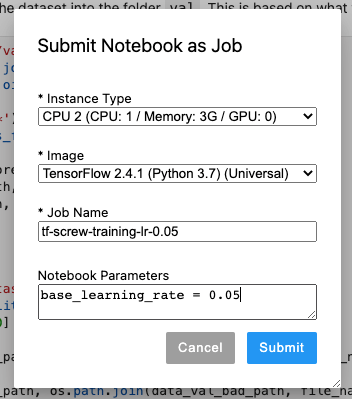 he dataset into the folder val. This is based on what
Submit Notebook as Job
* Instance Type
CPU 2 (CPU: 1 / Memory: 3G / GPU: 0)
* Image
TensorFlow 2.4.1 (Python 3.7) (Universal)
* Job Name
tf-screw-training-lr-0.05
Notebook Parameters
base_learning_rate = 0.05
Cancel
Submit
_path, os.path.join(data_val_bad_path, file_na